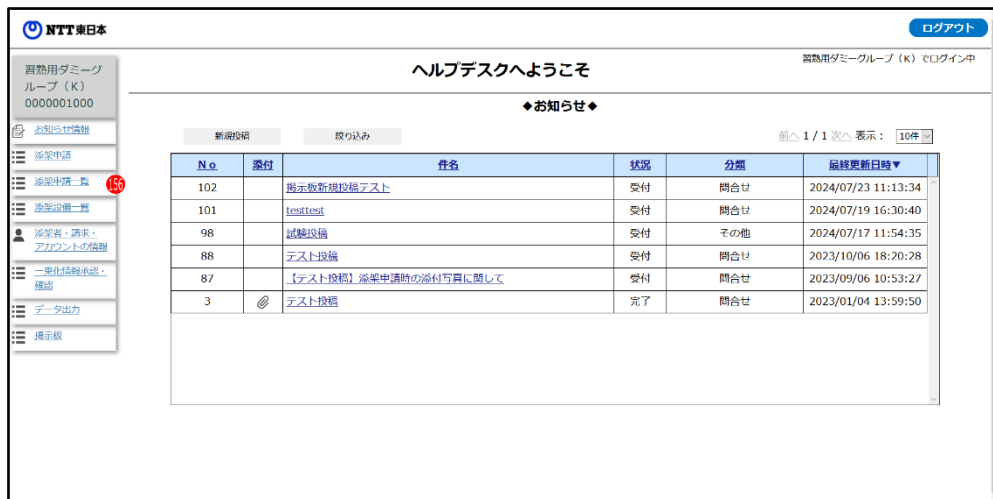 NTT東日本
ログアウト
習熟用ダミーグループ（K）でログイン中
習熟用ダミーグ
ループ（K）
0000001000
お知らせ情報
添架申請
添架申請一覧
156
添架設備一覧
添架者・請求・
アカウントの情報
一束化情報承認・
確認
データ出力
掲示板
ヘルプデスクへようこそ
◆お知らせ◆
新規投稿 絞り込み 前へ 1 / 1 次へ 表示： 10件
No 添付 件名 状況 分類 最終更新日時▼
102 掲示板新規投稿テスト 受付 問合せ 2024/07/23 11:13:34
101 testtest 受付 問合せ 2024/07/19 16:30:40
98 試験投稿 受付 その他 2024/07/17 11:54:35
88 テスト投稿 受付 問合せ 2023/10/06 18:20:28
87 【テスト投稿】添架申請時の添付写真に関して 受付 問合せ 2023/09/06 10:53:27
3 テスト投稿 完了 問合せ 2023/01/04 13:59:50